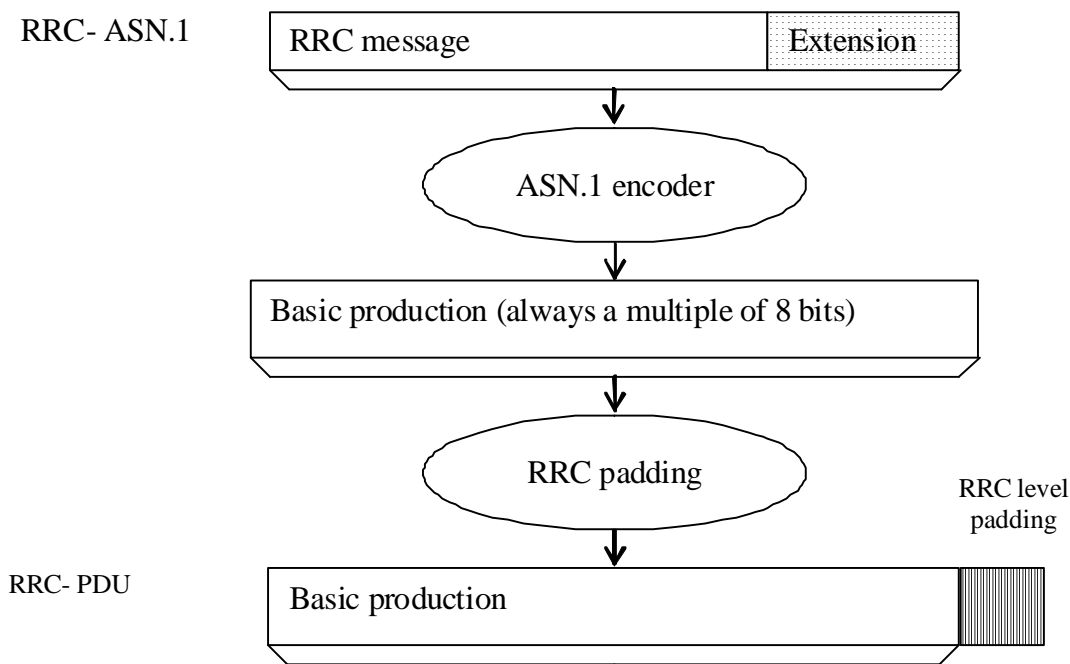 RRC- ASN.1
RRC message
Extension
ASN.1 encoder
Basic production (always a multiple of 8 bits)
RRC padding
RRC level
padding
RRC- PDU
Basic production